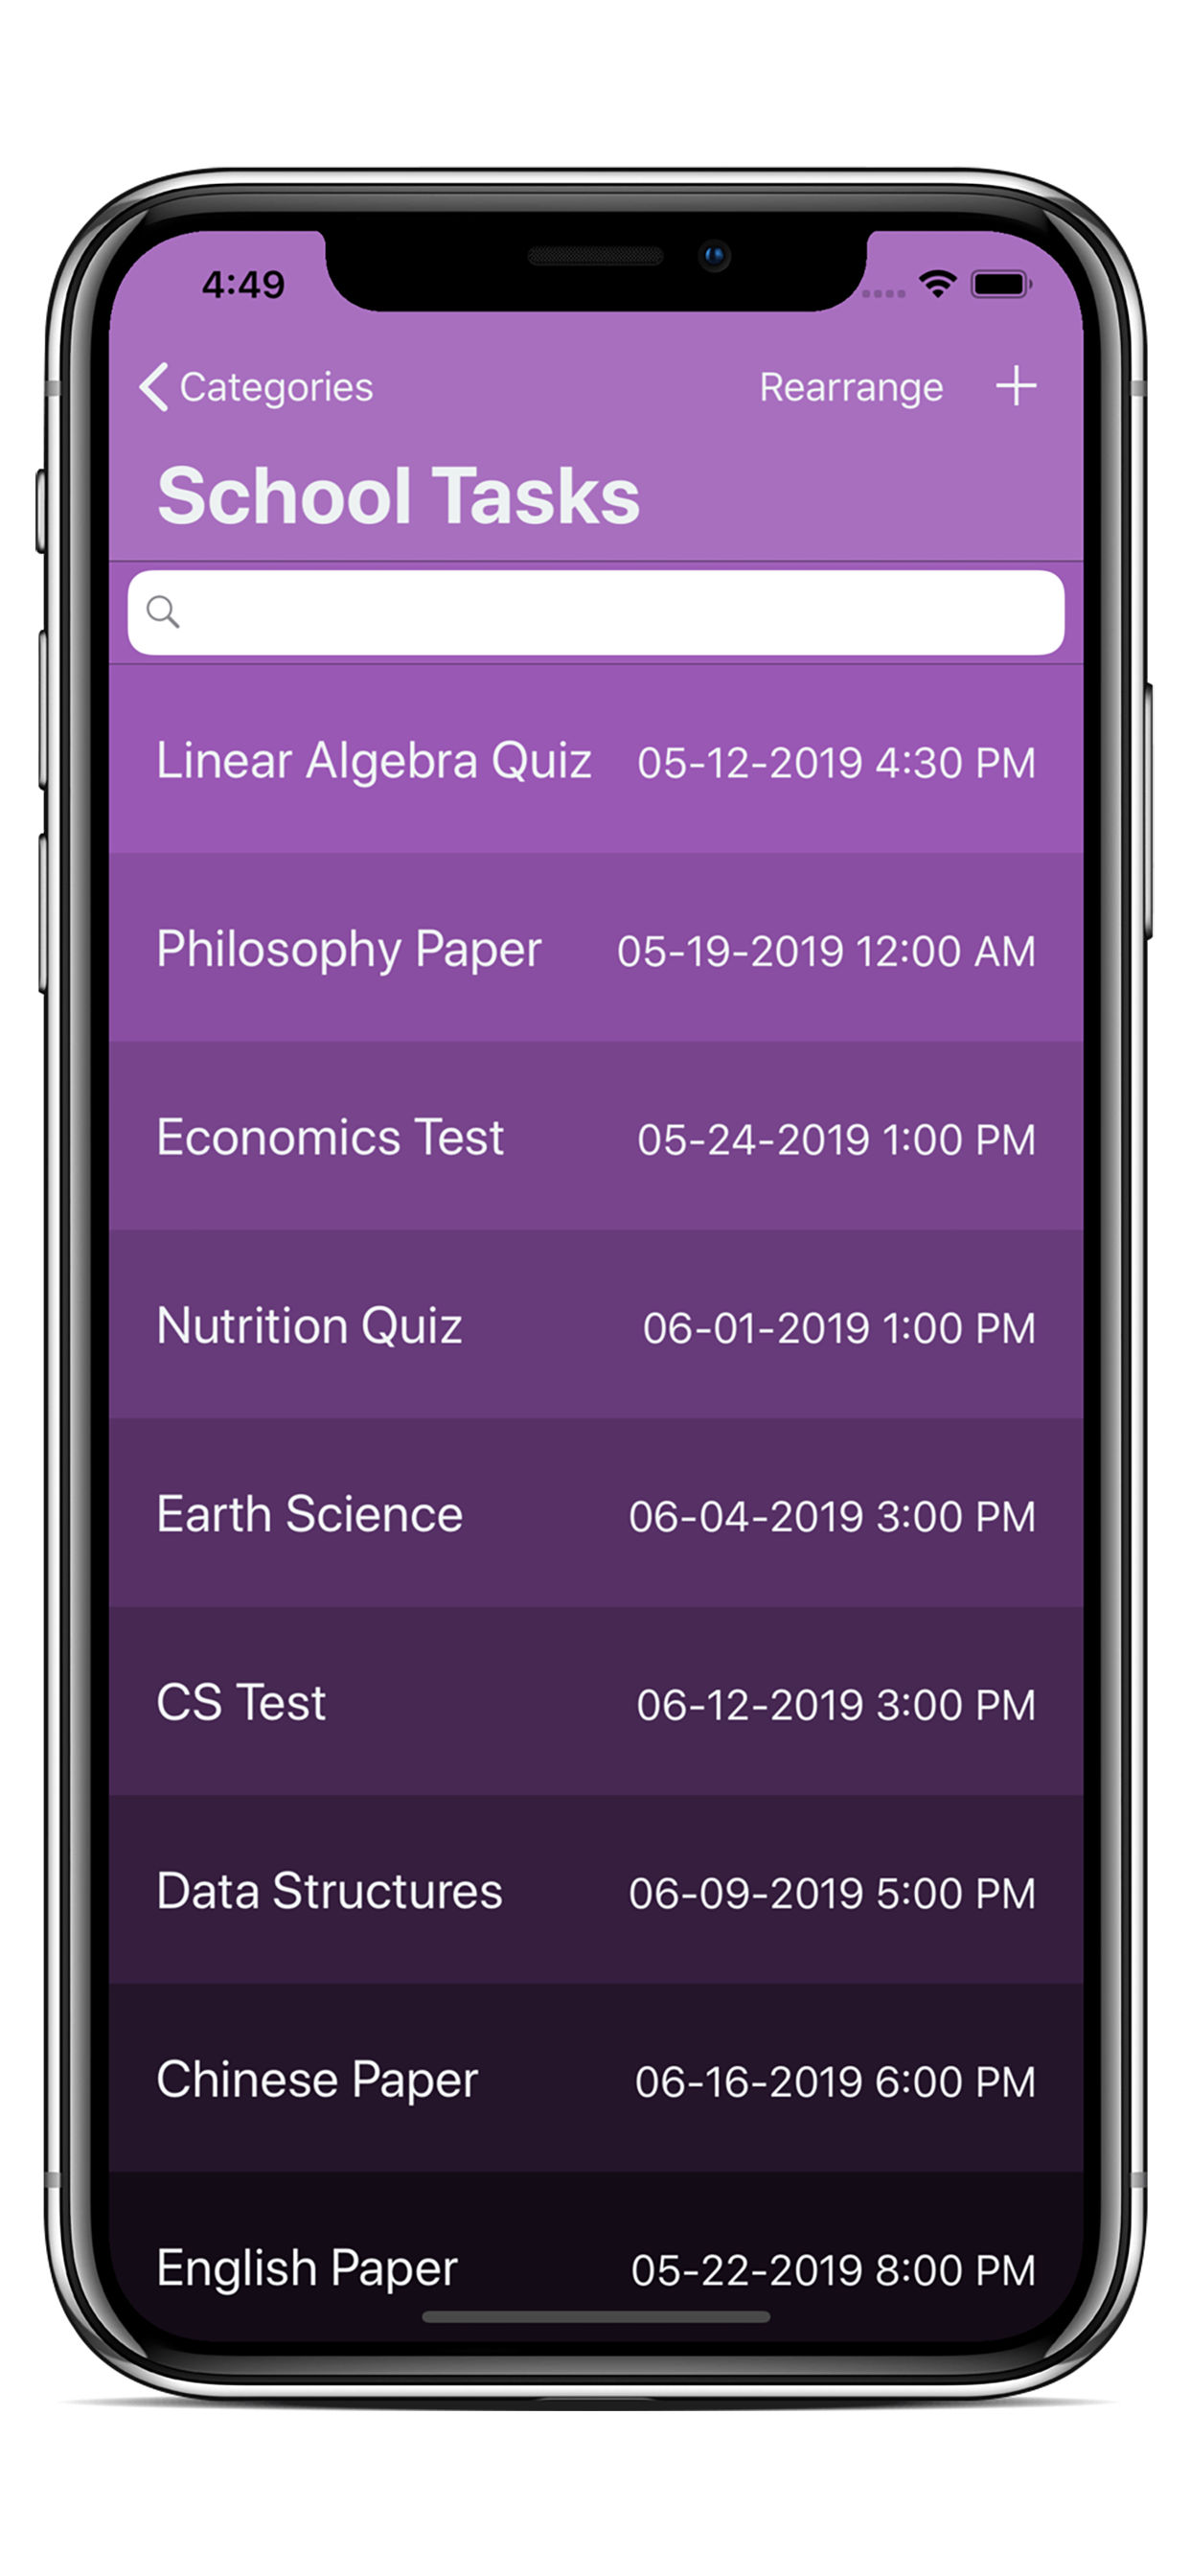 4:49
Categories Rearrange +
School Tasks
Linear Algebra Quiz 05-12-2019 4:30 PM
Philosophy Paper 05-19-2019 12:00 AM
Economics Test 05-24-2019 1:00 PM
Nutrition Quiz 06-01-2019 1:00 PM
Earth Science 06-04-2019 3:00 PM
CS Test 06-12-2019 3:00 PM
Data Structures 06-09-2019 5:00 PM
Chinese Paper 06-16-2019 6:00 PM
English Paper 05-22-2019 8:00 PM